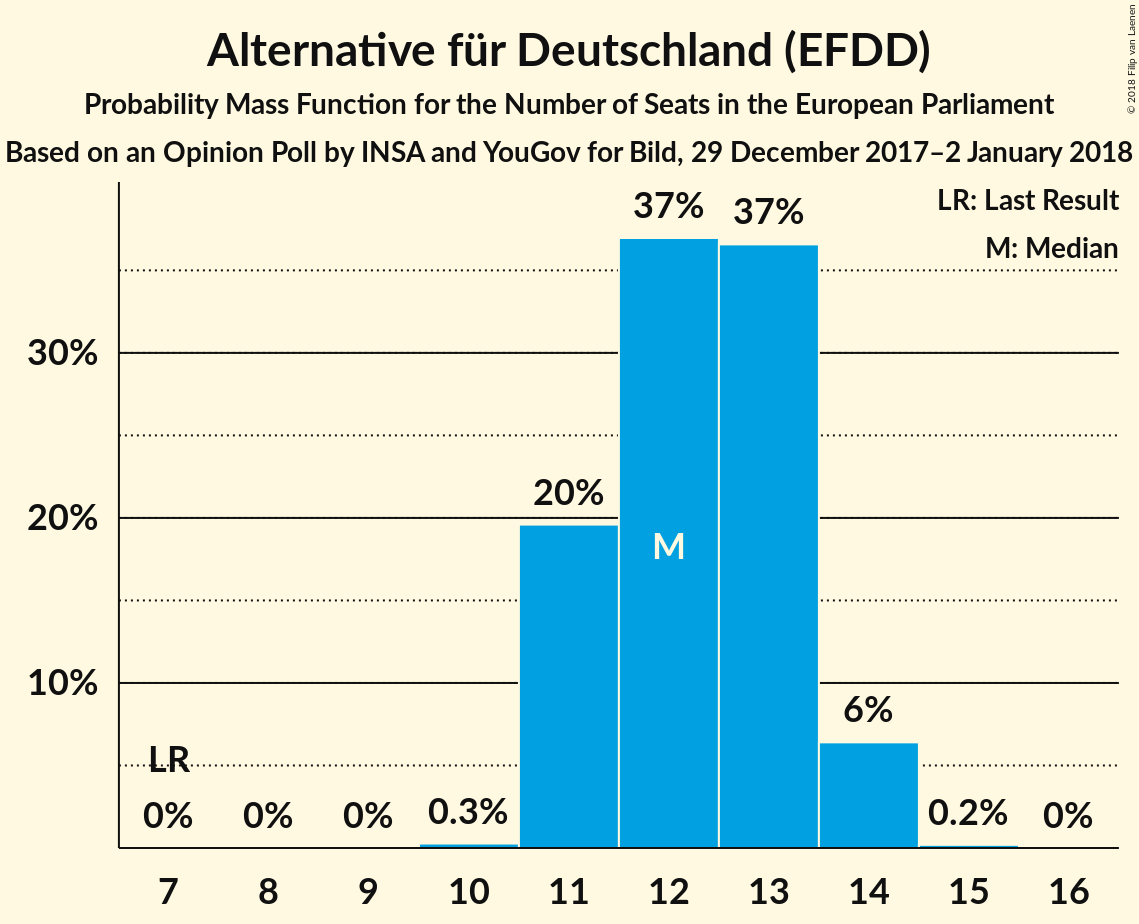 Alternative für Deutschland (EFDD)
Probability Mass Function for the Number of Seats in the European Parliament
Based on an Opinion Poll by INSA and YouGov for Bild, 29 December 2017–2 January 2018
© 2018 Filip van Laenen
LR: Last Result
M: Median
37%
37%
30%
20%
20%
M
10%
6%
LR
0%
0%
0%
0.3%
0.2%
0%
7
8
9
10
11
12
13
14
15
16